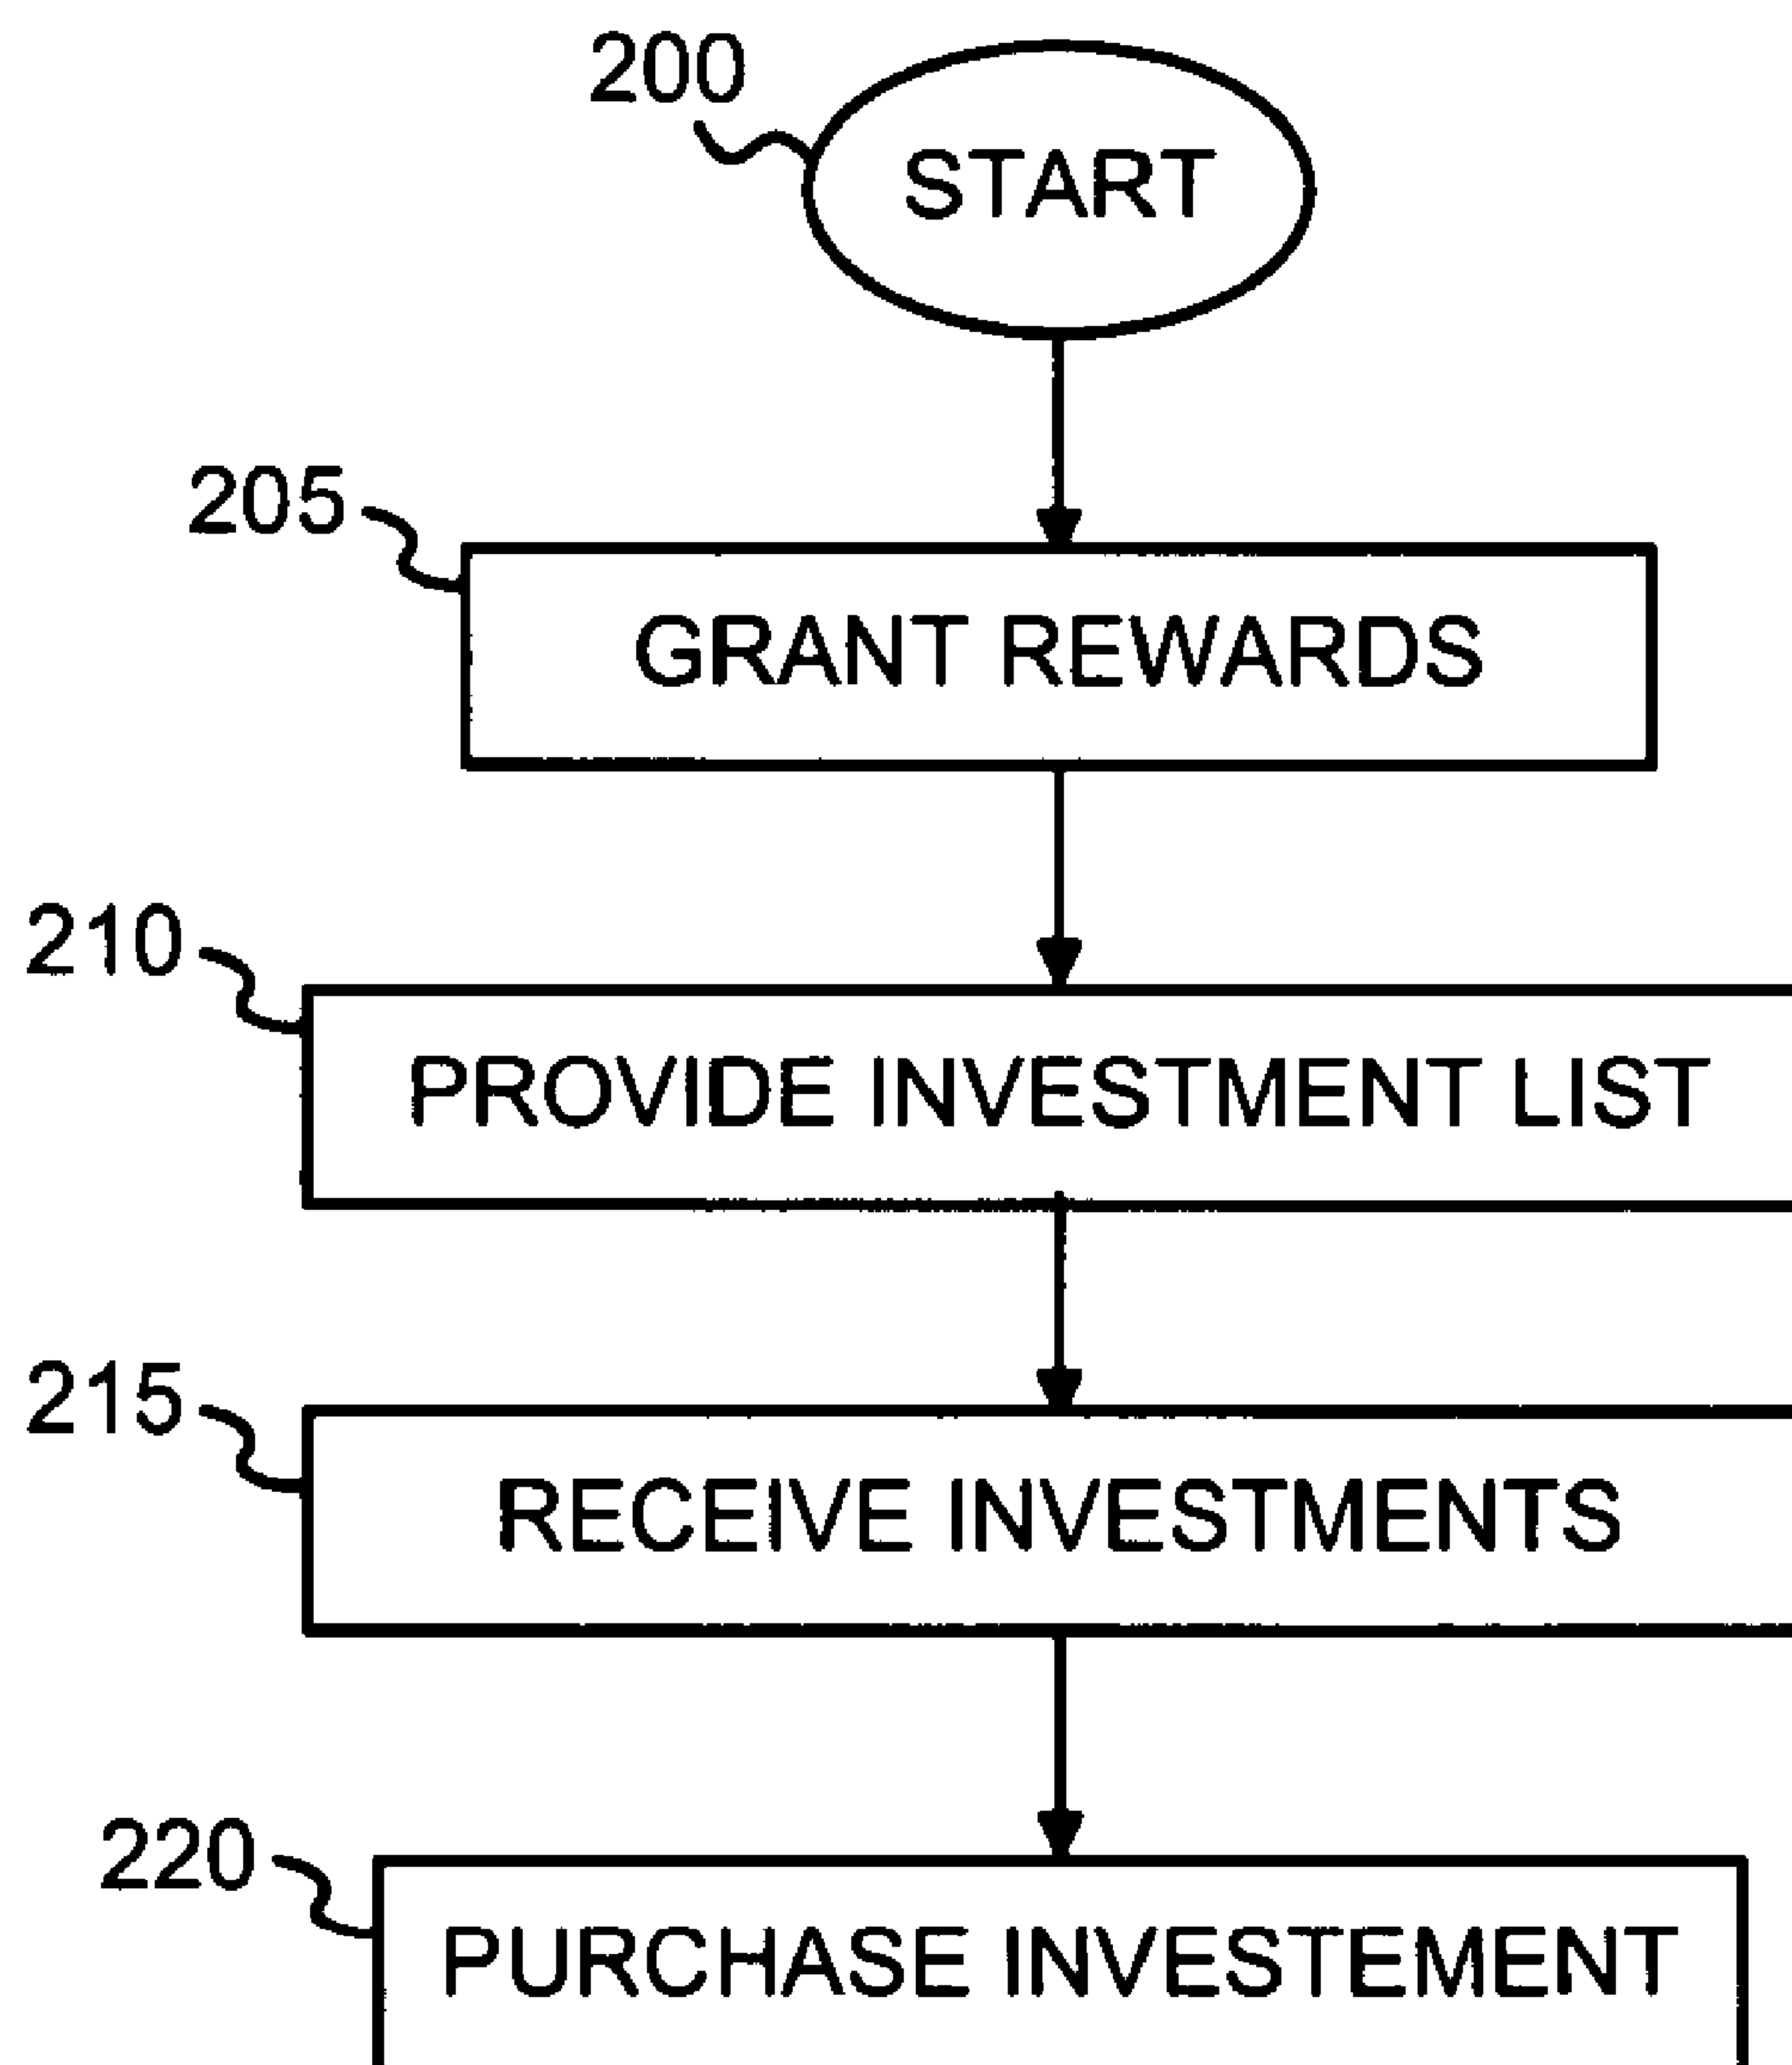 200
START
205
GRANT REWARDS
210
PROVIDE INVESTMENT LIST
215
RECEIVE INVESTMENTS
220
PURCHASE INVESTEMENT